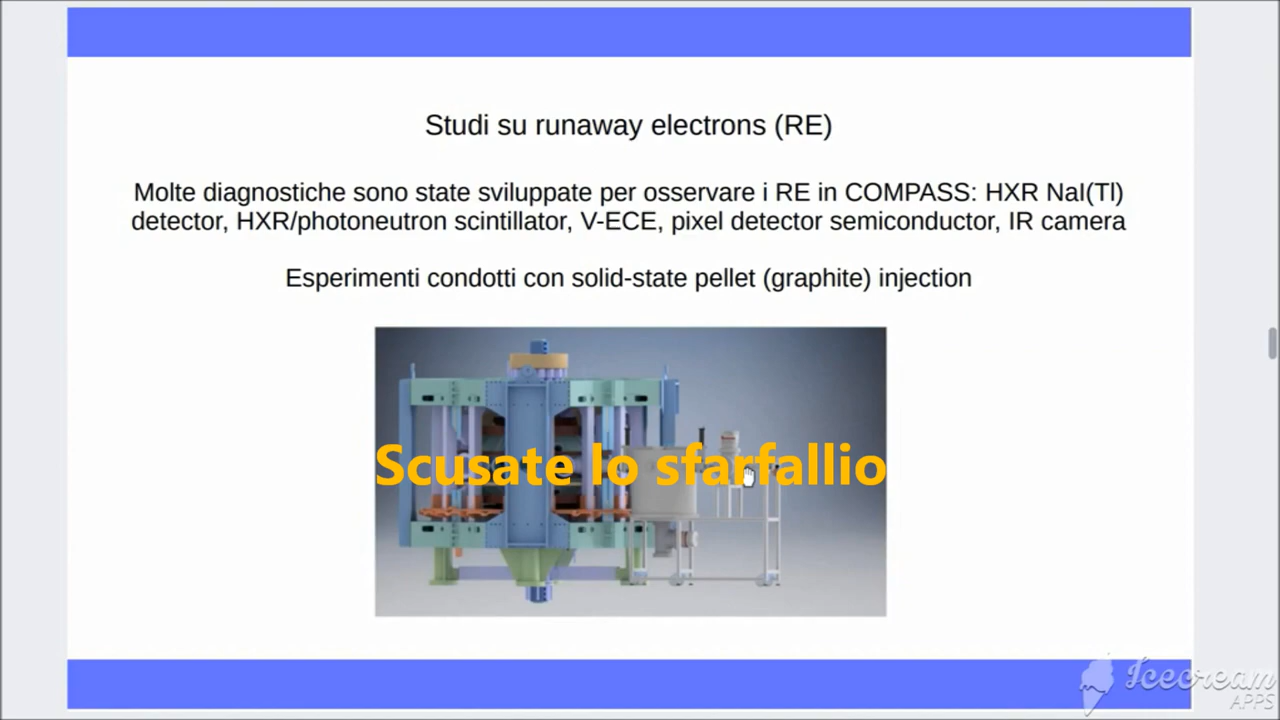 Studi su runaway electrons (RE)
Molte diagnostiche sono state sviluppate per osservare i RE in COMPASS: HXR NaI(Tl)
detector, HXR/photoneutron scintillator, V-ECE, pixel detector semiconductor, IR camera
Esperimenti condotti con solid-state pellet (graphite) injection
Scusate lo sfarfallio
Icecream
APPS